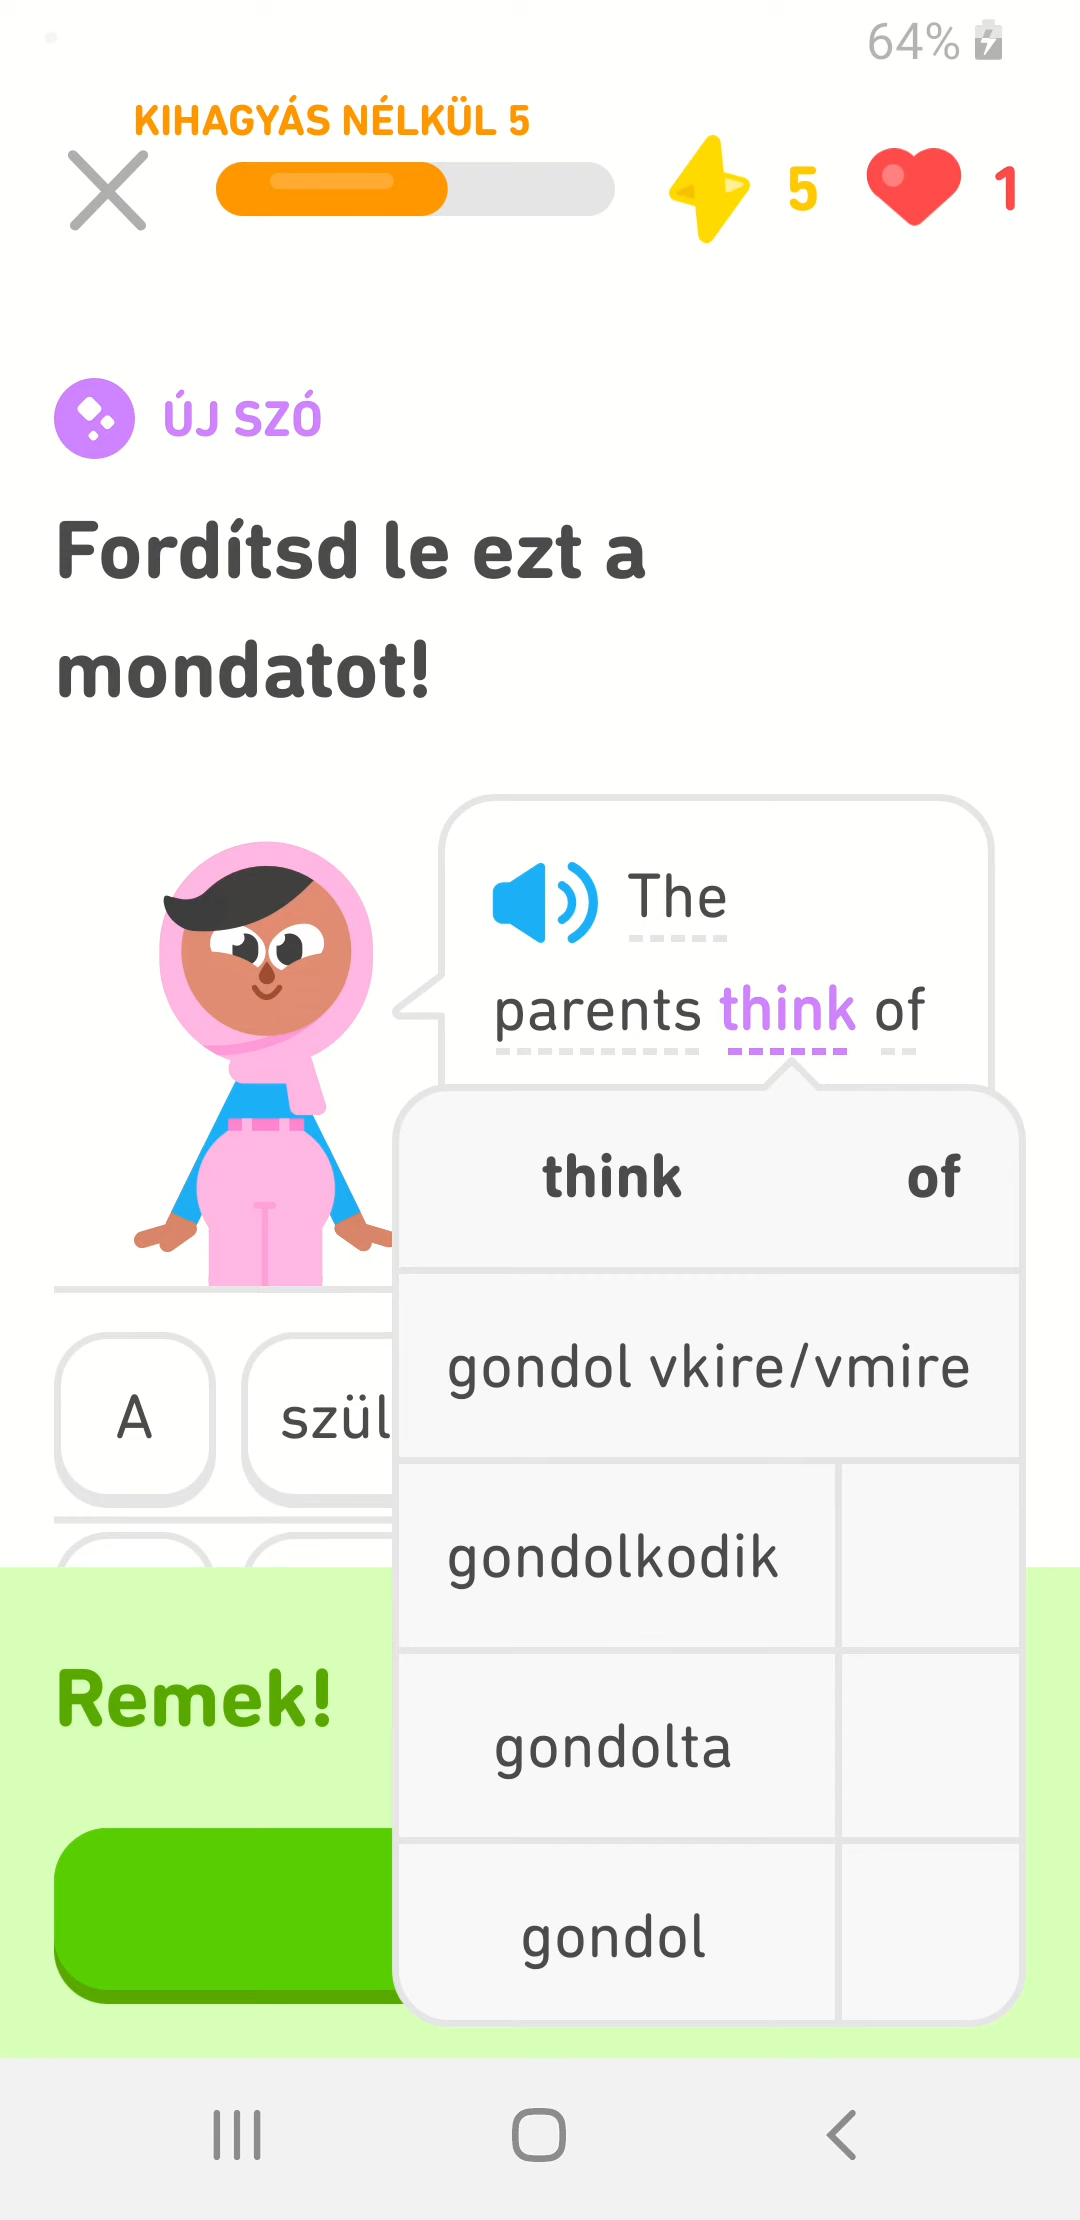 64%
KIHAGYÁS NÉLKÜL 5
5 1
ÚJ SZÓ
Fordítsd le ezt a
mondatot!
The
parents think of
think of
gondol vkire/vmire
A szül
gondolkodik
Remek!
gondolta
gondol